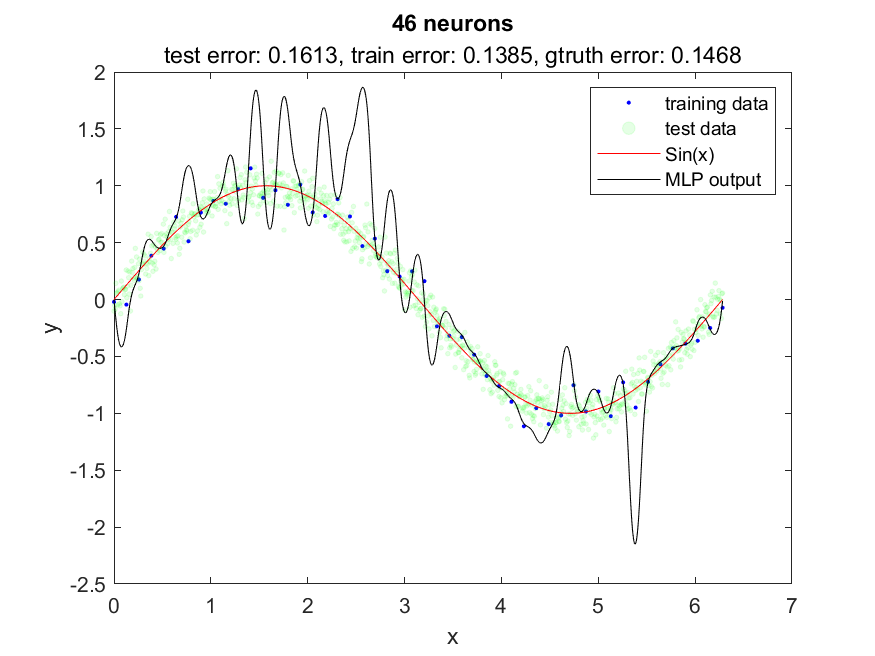 46 neurons
test error: 0.1613, train error: 0.1385, gtruth error: 0.1468
training data
test data
Sin(x)
MLP output
2
1.5
1
0.5
0
-0.5
-1
-1.5
-2
-2.5
y
0 1 2 3 4 5 6 7
x